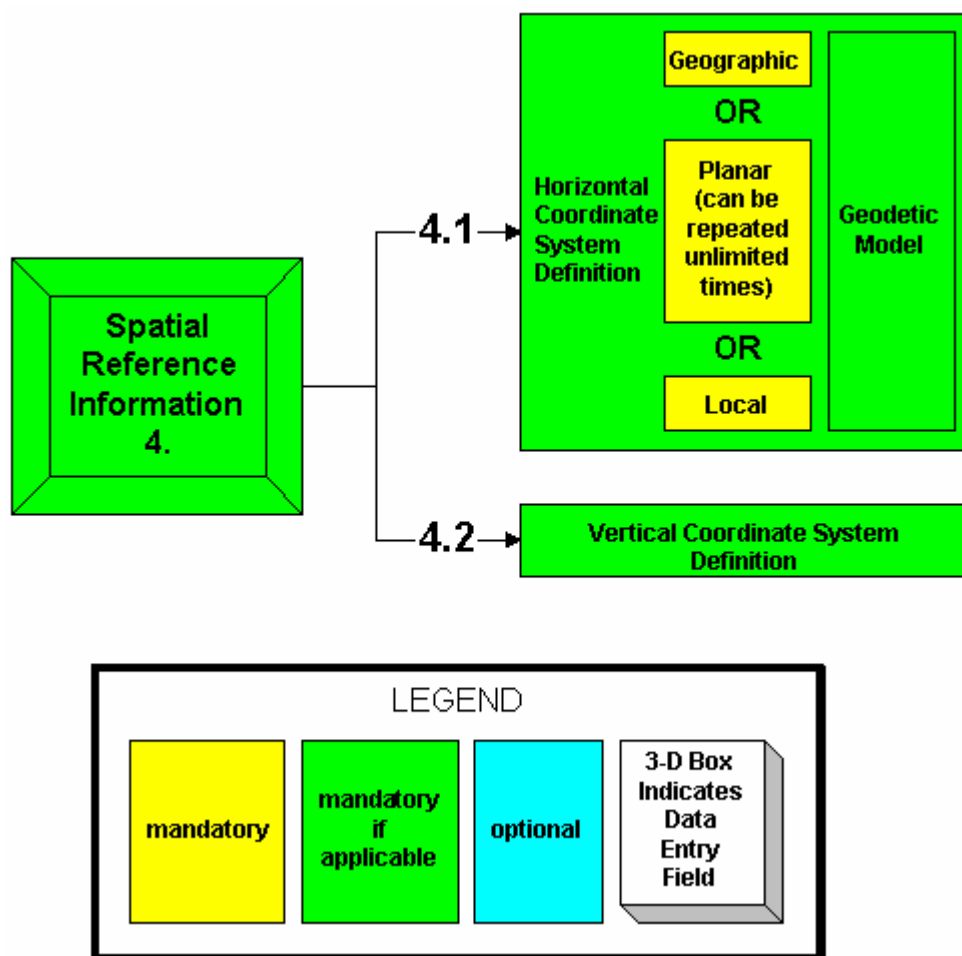 Spatial
Reference
Information
4.
4.1
Horizontal
Coordinate
System
Definition
Geographic
OR
Planar
(can be
repeated
unlimited
times)
OR
Local
Geodetic
Model
4.2
Vertical Coordinate System
Definition
LEGEND
mandatory
mandatory
if
applicable
optional
3-D Box
Indicates
Data
Entry
Field